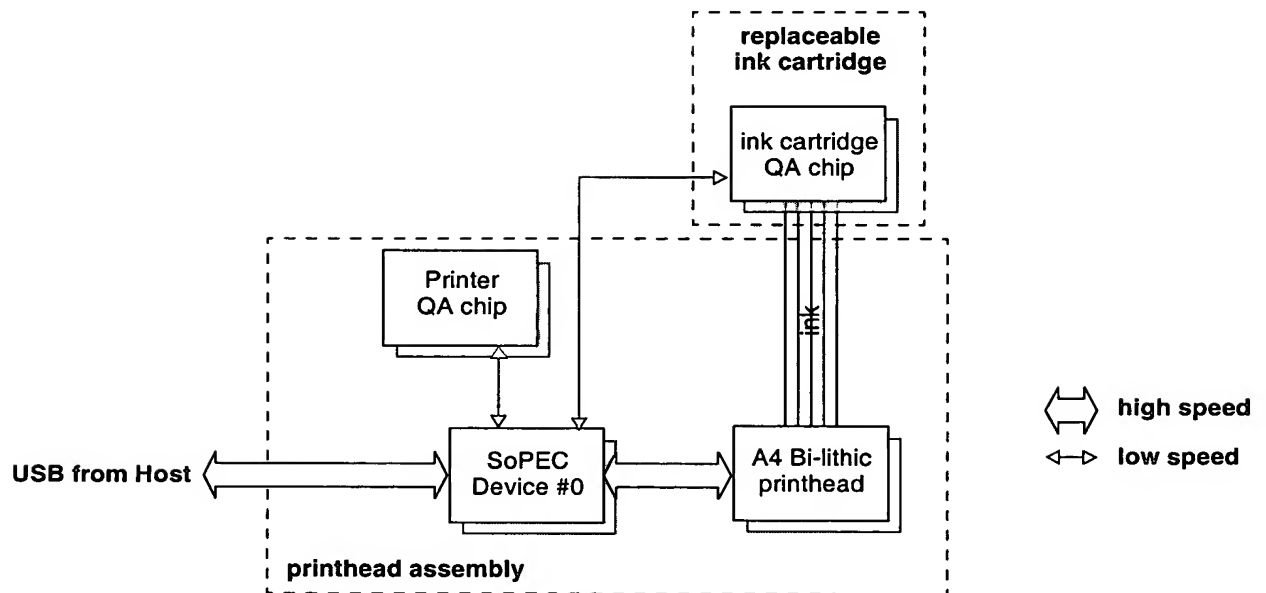 replaceable
ink cartridge
ink cartridge
QA chip
Printer
QA chip
ink
high speed
low speed
USB from Host
SoPEC
Device #0
A4 Bi-lithic
printhead
printhead assembly